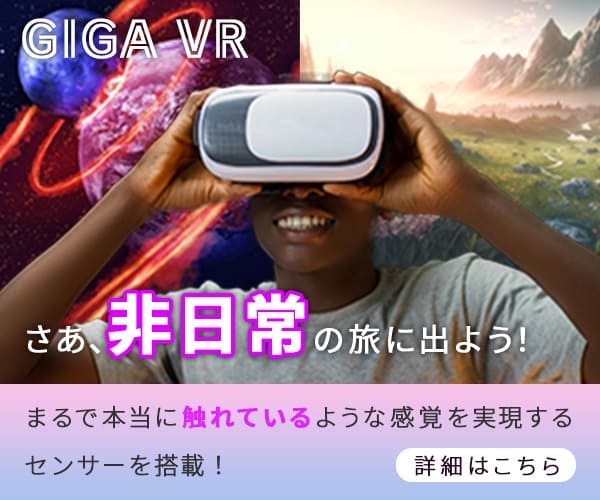 GIGA VR
さあ、非日常の旅に出よう!
まるで本当に触れているような感覚を実現する
センサーを搭載！
詳細はこちら